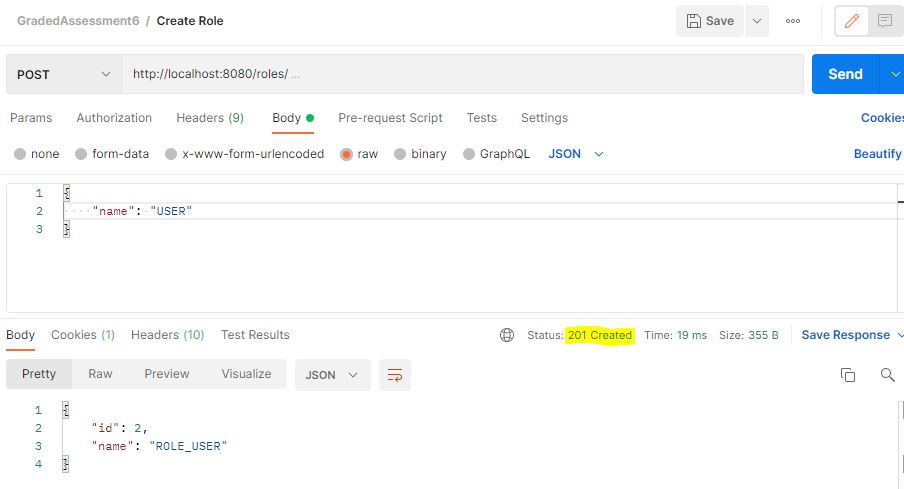 GradedAssessment6 / Create Role
Save
POST http://localhost:8080/roles/ ... Send
Params Authorization Headers (9) Body Pre-request Script Tests Settings Cookies
none form-data x-www-form-urlencoded raw binary GraphQL JSON Beautify
1 {
2 "name": "USER"
3 }
Body Cookies (1) Headers (10) Test Results Status: 201 Created Time: 19 ms Size: 355 B Save Response
Pretty Raw Preview Visualize JSON
1 {
2 "id": 2,
3 "name": "ROLE_USER"
4 }